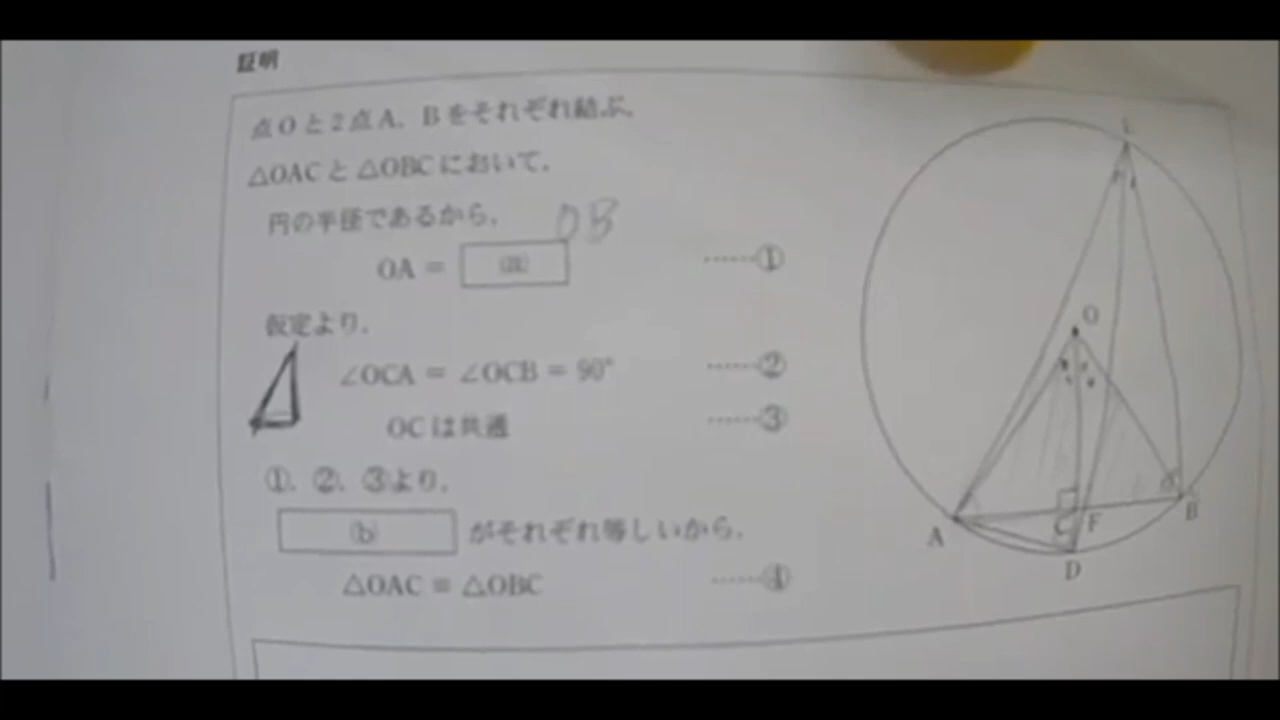 証明
点Oと2点A、Bをそれぞれ結ぶ。
△OACと△OBCにおいて、
円の半径であるから、
OB
OA = (a) ……①
仮定より、
∠OCA = ∠OCB = 90° ……②
OCは共通 ……③
①、②、③より、
(b) がそれぞれ等しいから、
△OAC ≡ △OBC ……④
O
A
C
F
B
D